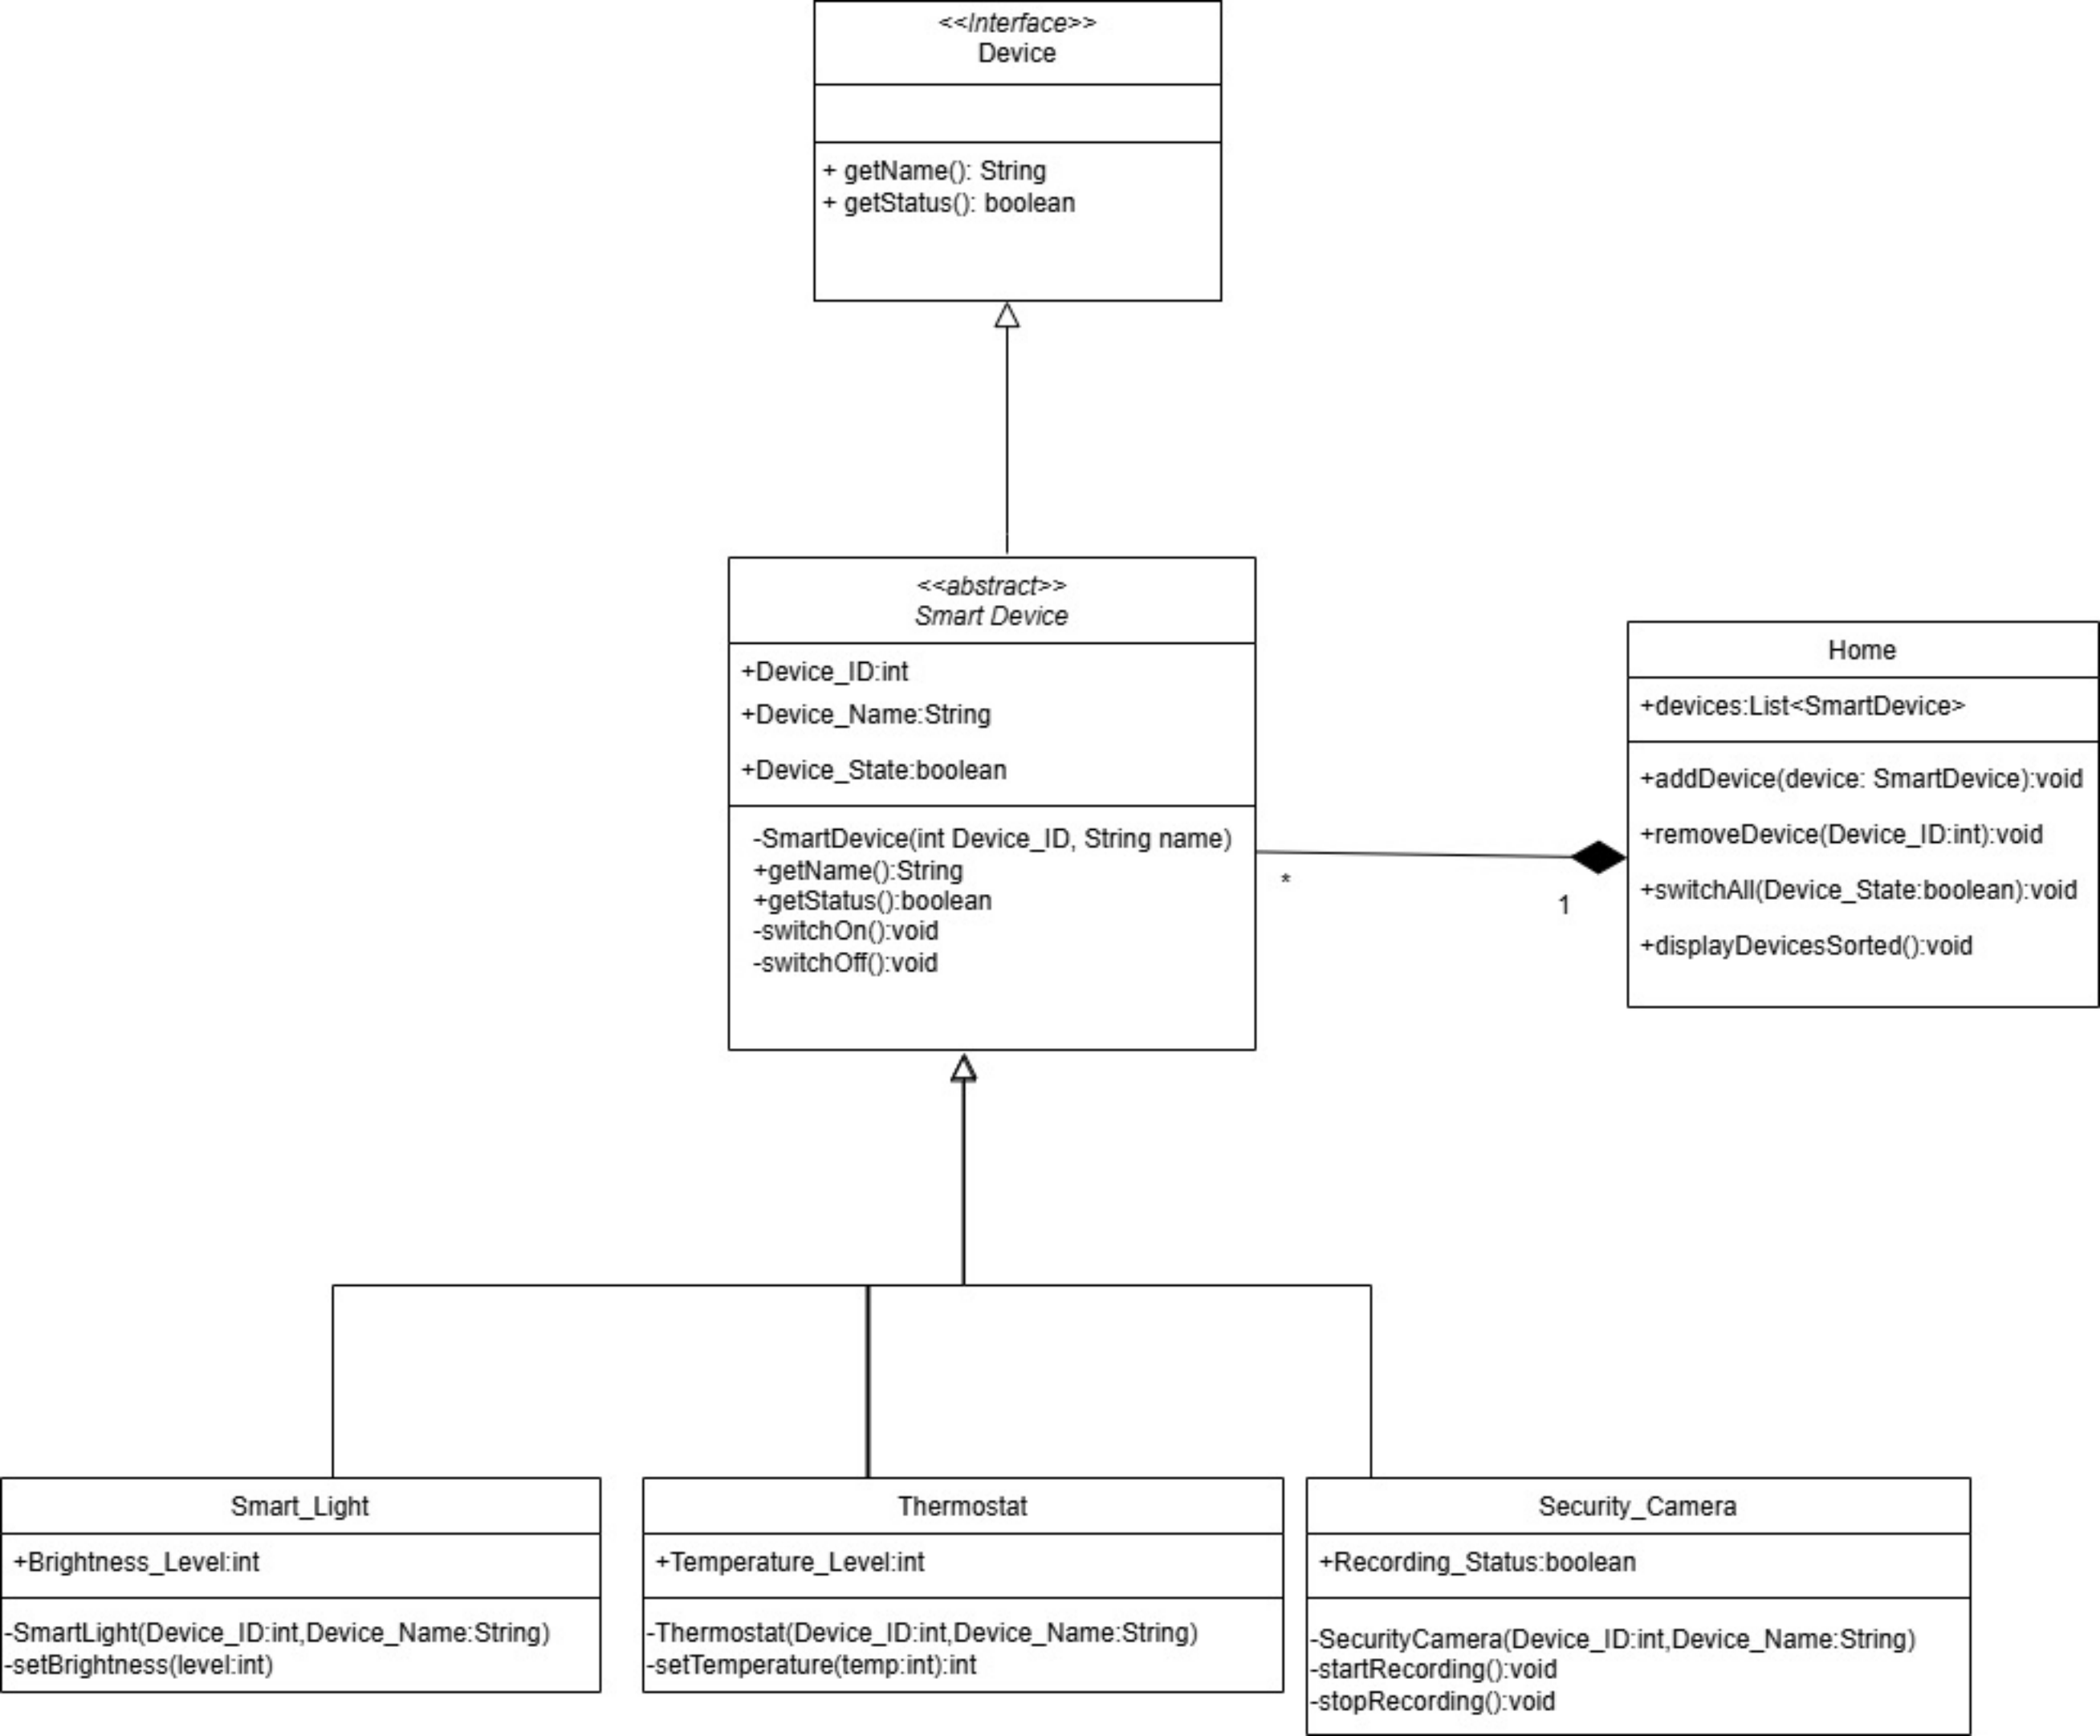 <<Interface>>
Device
+ getName(): String
+ getStatus(): boolean
<<abstract>>
Smart Device
+Device_ID:int
+Device_Name:String
+Device_State:boolean
-SmartDevice(int Device_ID, String name)
+getName():String
+getStatus():boolean
-switchOn():void
-switchOff():void
*
1
Home
+devices:List<SmartDevice>
+addDevice(device: SmartDevice):void
+removeDevice(Device_ID:int):void
+switchAll(Device_State:boolean):void
+displayDevicesSorted():void
Smart_Light
+Brightness_Level:int
-SmartLight(Device_ID:int,Device_Name:String)
-setBrightness(level:int)
Thermostat
+Temperature_Level:int
-Thermostat(Device_ID:int,Device_Name:String)
-setTemperature(temp:int):int
Security_Camera
+Recording_Status:boolean
-SecurityCamera(Device_ID:int,Device_Name:String)
-startRecording():void
-stopRecording():void